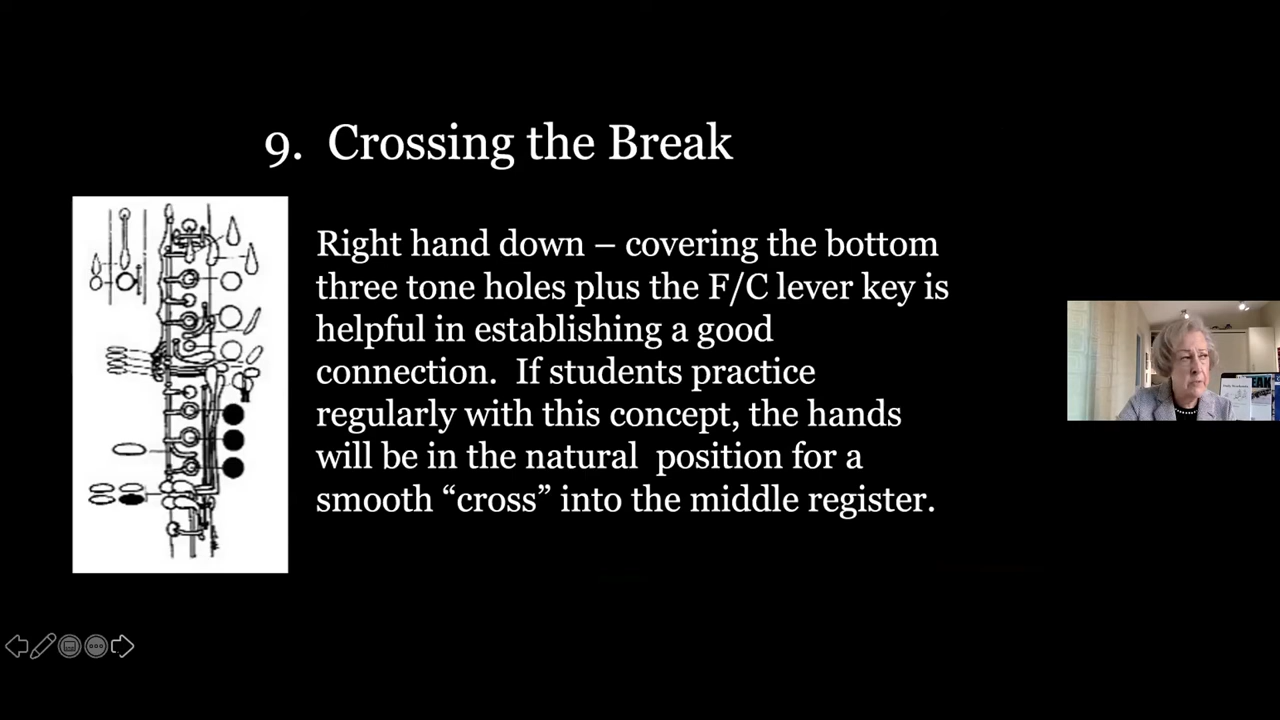 9. Crossing the Break
Right hand down – covering the bottom
three tone holes plus the F/C lever key is
helpful in establishing a good
connection. If students practice
regularly with this concept, the hands
will be in the natural position for a
smooth “cross” into the middle register.